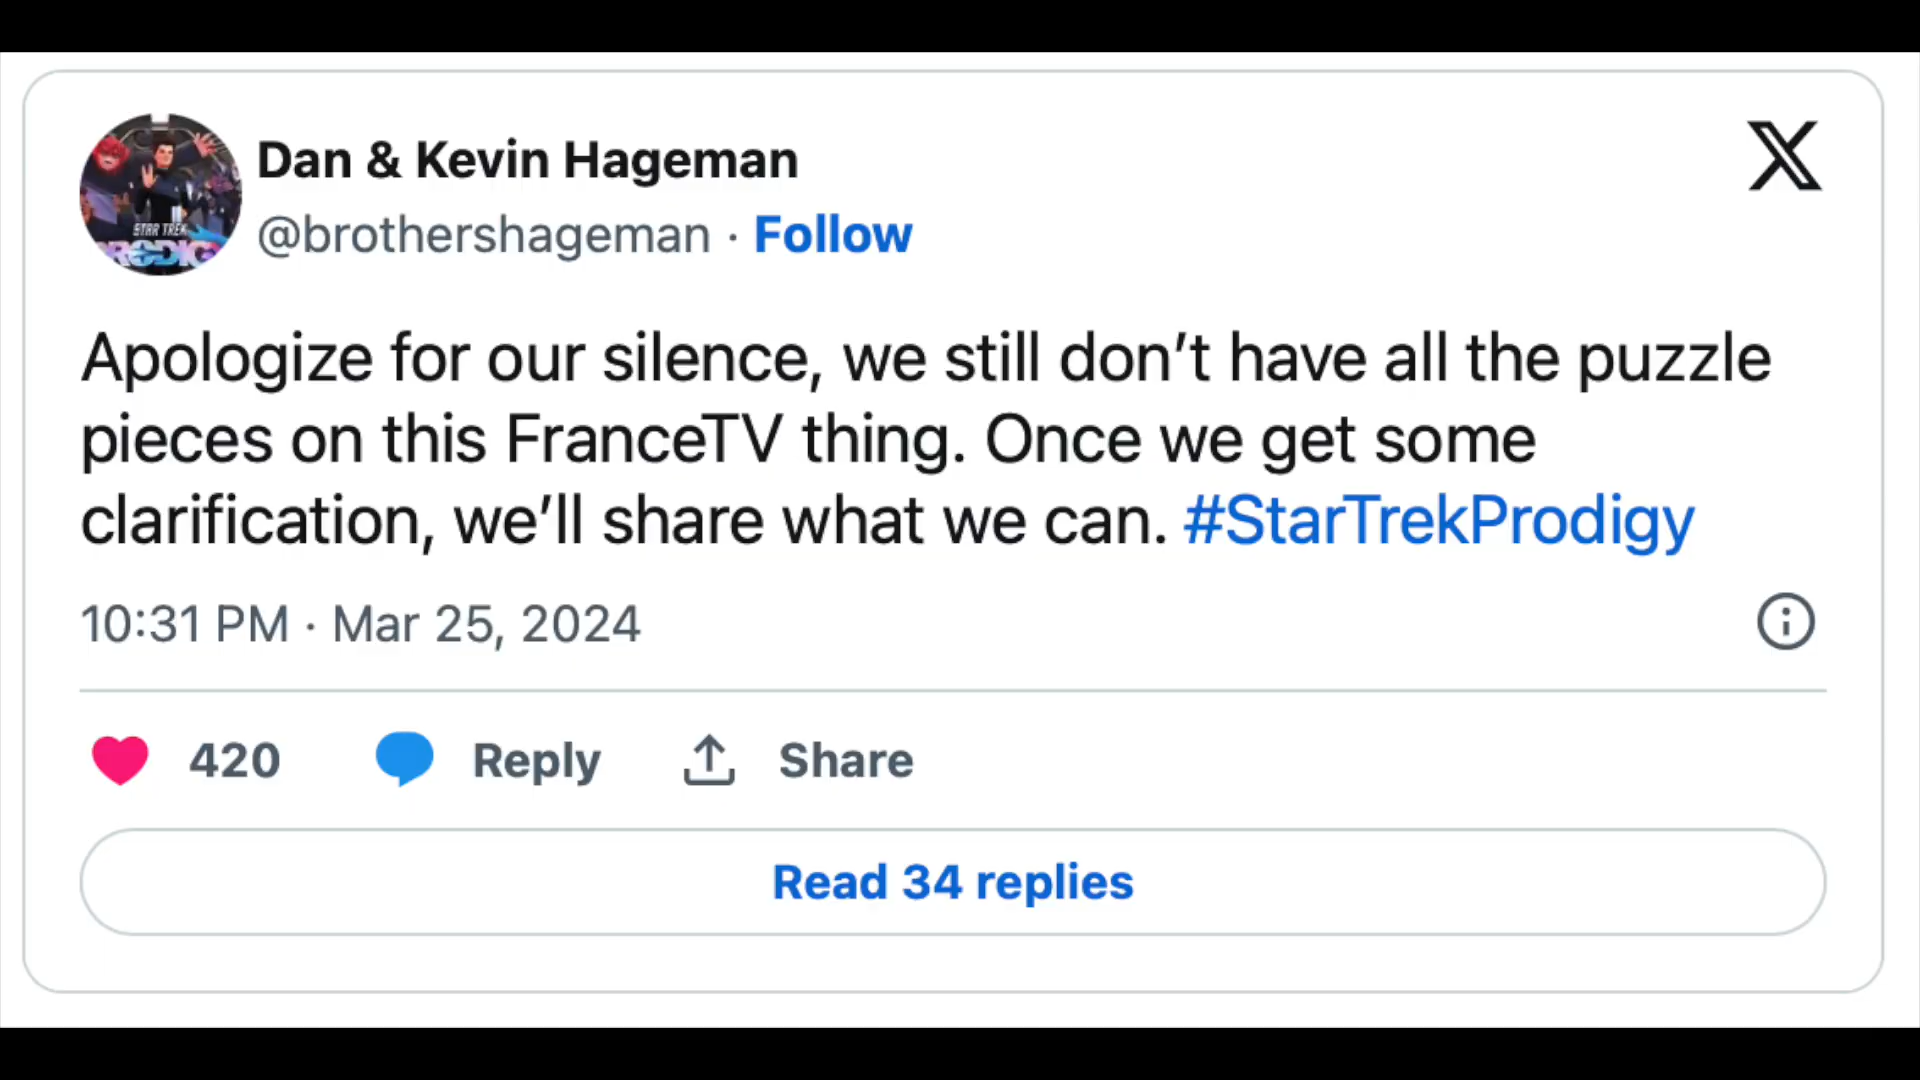 Dan & Kevin Hageman
@brothershageman · Follow
STAR TREK
Apologize for our silence, we still don’t have all the puzzle
pieces on this FranceTV thing. Once we get some
clarification, we’ll share what we can. #StarTrekProdigy
10:31 PM · Mar 25, 2024
420 Reply Share
Read 34 replies